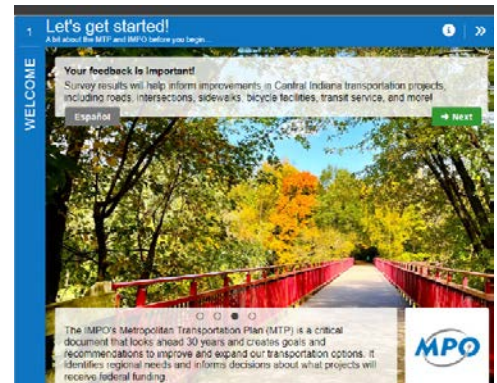 1
Let's get started!
A bit about the MTP and IMPO before you begin...
WELCOME
Your feedback is important!
Survey results will help inform improvements in Central Indiana transportation projects,
including roads, intersections, sidewalks, bicycle facilities, transit service, and more!
Español
Next
The IMPO's Metropolitan Transportation Plan (MTP) is a critical
document that looks ahead 30 years and creates goals and
recommendations to improve and expand our transportation options. It
identifies regional needs and informs decisions about what projects will
receive federal funding.
MPO